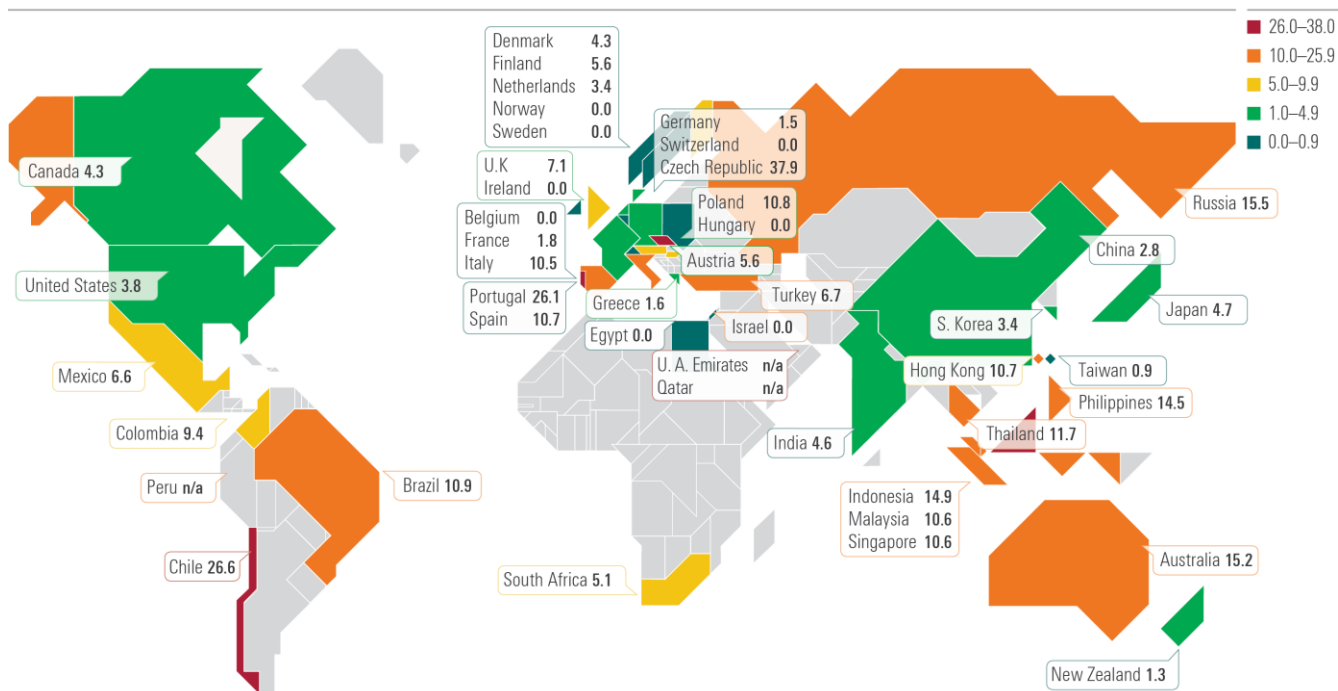 26.0–38.0
10.0–25.9
5.0–9.9
1.0–4.9
0.0–0.9
Denmark 4.3
Finland 5.6
Netherlands 3.4
Norway 0.0
Sweden 0.0
Germany 1.5
Switzerland 0.0
Czech Republic 37.9
Canada 4.3
U.K 7.1
Ireland 0.0
Poland 10.8
Hungary 0.0
Russia 15.5
Belgium 0.0
France 1.8
Italy 10.5
Austria 5.6
China 2.8
United States 3.8
Portugal 26.1
Spain 10.7
Greece 1.6
Turkey 6.7
Japan 4.7
Egypt 0.0
Israel 0.0
S. Korea 3.4
U. A. Emirates n/a
Qatar n/a
Mexico 6.6
Hong Kong 10.7
Taiwan 0.9
Philippines 14.5
Colombia 9.4
India 4.6
Thailand 11.7
Peru n/a
Brazil 10.9
Indonesia 14.9
Malaysia 10.6
Singapore 10.6
Chile 26.6
South Africa 5.1
Australia 15.2
New Zealand 1.3